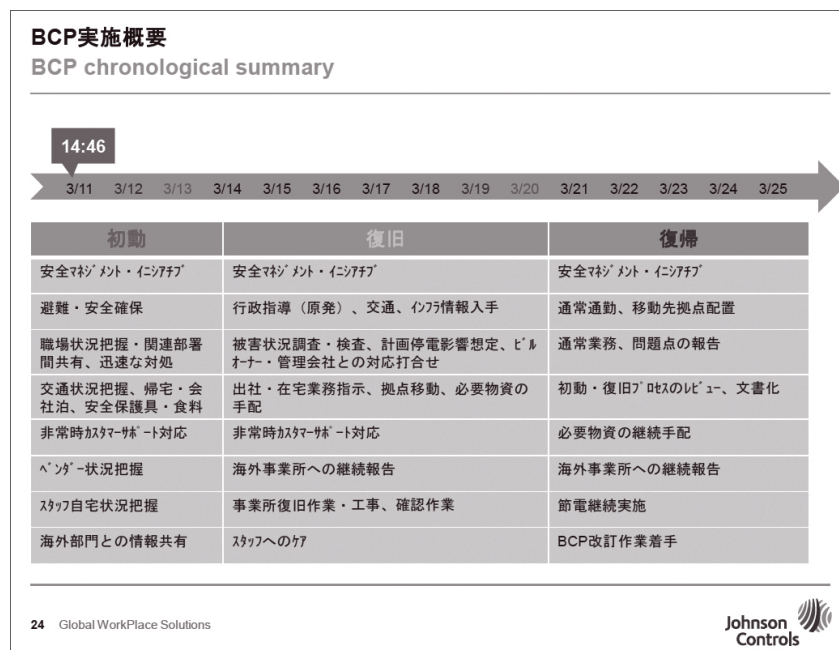 BCP実施概要
BCP chronological summary
14:46
3/11 3/12 3/13 3/14 3/15 3/16 3/17 3/18 3/19 3/20 3/21 3/22 3/23 3/24 3/25
初動 復旧 復帰
安全ﾏﾈｼﾞﾒﾝﾄ・ｲﾆｼｱﾁﾌﾞ 安全ﾏﾈｼﾞﾒﾝﾄ・ｲﾆｼｱﾁﾌﾞ 安全ﾏﾈｼﾞﾒﾝﾄ・ｲﾆｼｱﾁﾌﾞ
避難・安全確保 行政指導（原発）、交通、ｲﾝﾌﾗ情報入手 通常通勤、移動先拠点配置
職場状況把握・関連部署
間共有、迅速な対処
被害状況調査・検査、計画停電影響想定、ﾋﾞﾙ
ｵｰﾅｰ・管理会社との対応打合せ
通常業務、問題点の報告
交通状況把握、帰宅・会
社泊、安全保護具・食料
出社・在宅業務指示、拠点移動、必要物資の
手配
初動・復旧ﾌﾟﾛｾｽのﾚﾋﾞｭｰ、文書化
非常時ｶｽﾀﾏｰｻﾎﾟｰﾄ対応 非常時ｶｽﾀﾏｰｻﾎﾟｰﾄ対応 必要物資の継続手配
ﾍﾞﾝﾀﾞｰ状況把握 海外事業所への継続報告 海外事業所への継続報告
ｽﾀｯﾌ自宅状況把握 事業所復旧作業・工事、確認作業 節電継続実施
海外部門との情報共有 ｽﾀｯﾌへのｹｱ BCP改訂作業着手
24 Global WorkPlace Solutions
Johnson
Controls